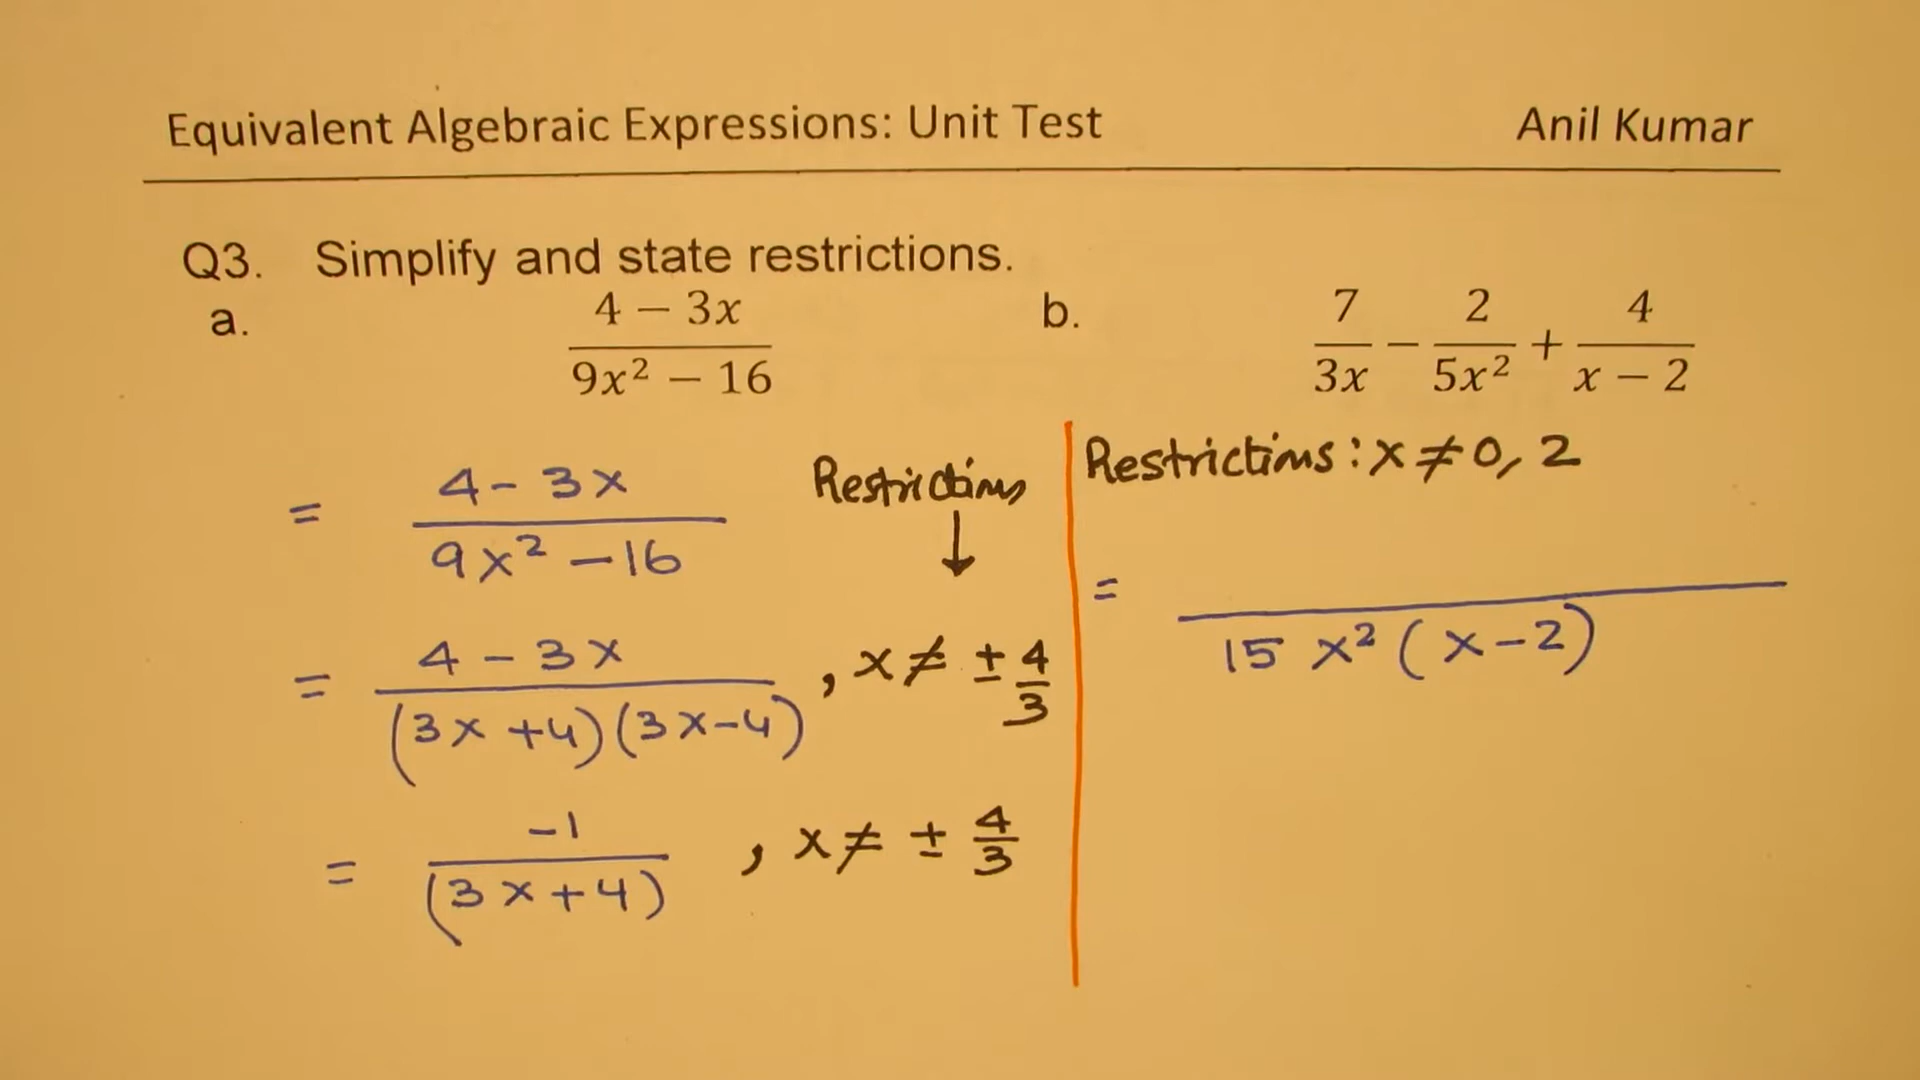 Equivalent Algebraic Expressions: Unit Test Anil Kumar
Q3. Simplify and state restrictions.
a. (4 − 3x)/(9x² − 16)
= (4 - 3x)/(9x² - 16) Restrictions ↓
= (4 - 3x)/((3x + 4)(3x - 4)) , x ≠ ± 4/3
= -1/(3x + 4) , x ≠ ± 4/3
b. 7/(3x) − 2/(5x²) + 4/(x − 2)
Restrictions: x ≠ 0, 2
= /(15 x² (x - 2))